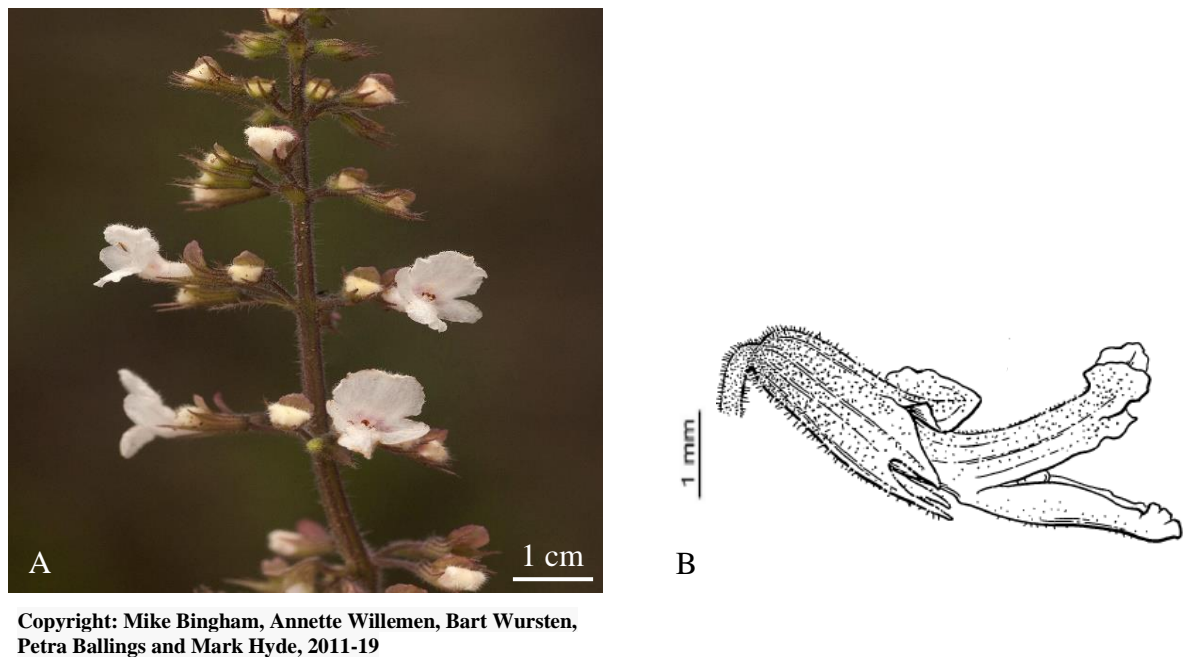 A
1 cm
1 mm
B
Copyright: Mike Bingham, Annette Willemen, Bart Wursten,
Petra Ballings and Mark Hyde, 2011-19